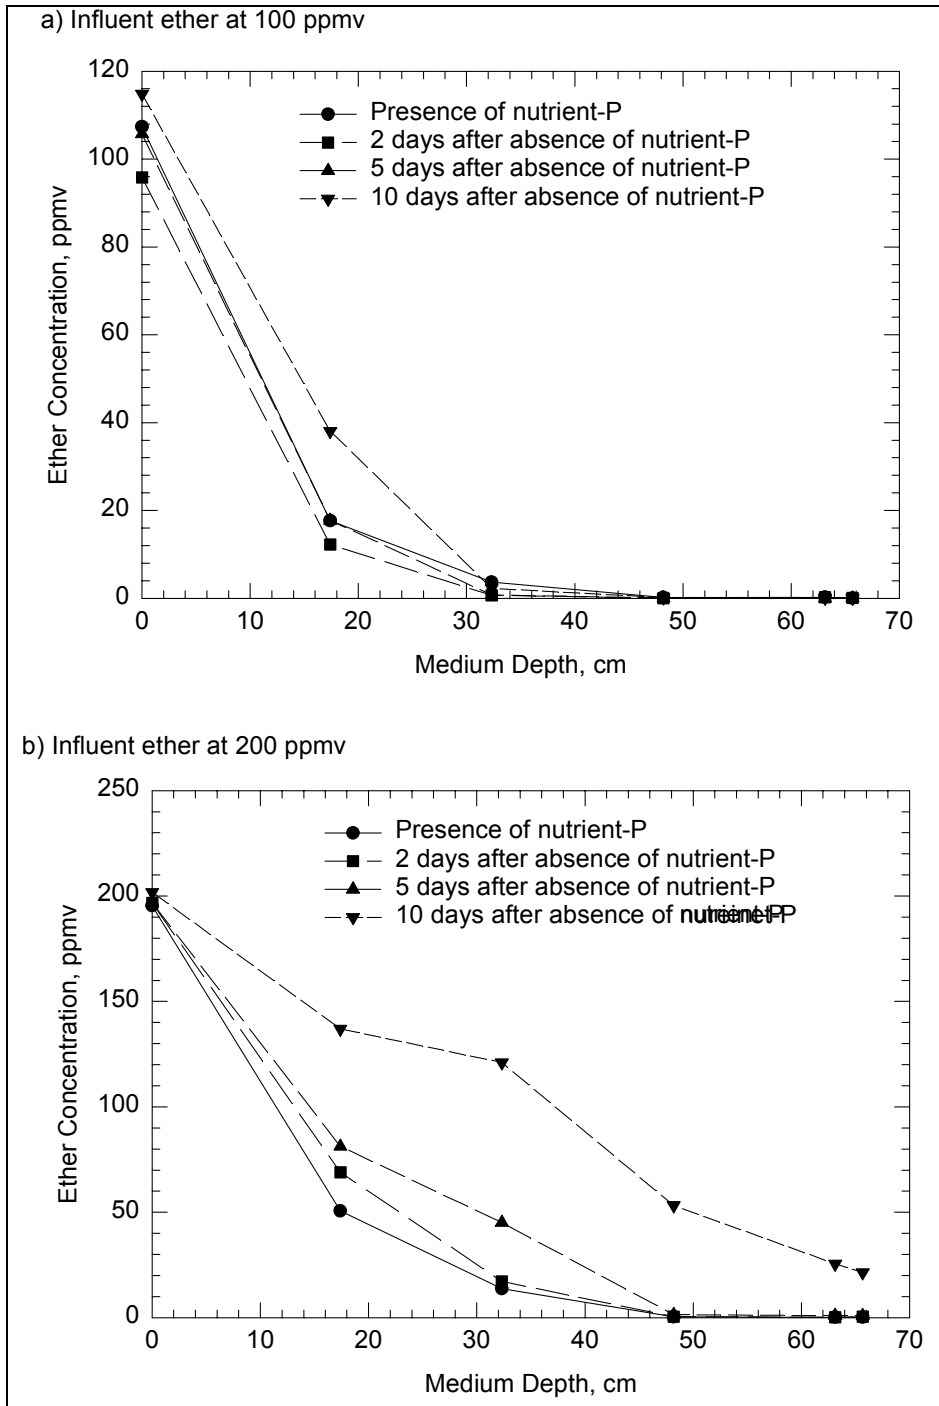 a) Influent ether at 100 ppmv
120
100
80
60
40
20
0
Ether Concentration, ppmv
Presence of nutrient-P
2 days after absence of nutrient-P
5 days after absence of nutrient-P
10 days after absence of nutrient-P
0 10 20 30 40 50 60 70
Medium Depth, cm
b) Influent ether at 200 ppmv
250
200
150
100
50
0
Ether Concentration, ppmv
Presence of nutrient-P
2 days after absence of nutrient-P
5 days after absence of nutrient-P
10 days after absence of
0 10 20 30 40 50 60 70
Medium Depth, cm